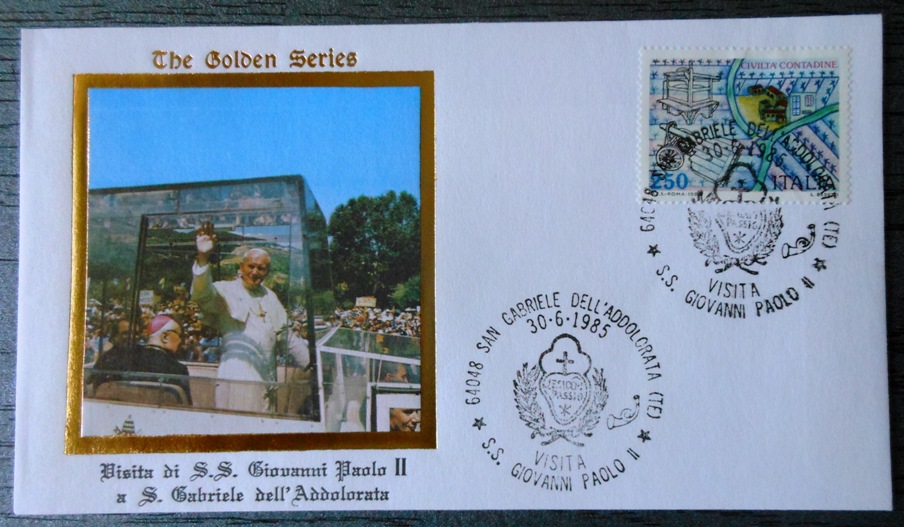 The Golden Series
CIVILTÀ CONTADINE
250
ITALIA
64048 SAN GABRIELE DELL'ADDOLORATA (TE)
30-6-1985
VISITA
S.S. GIOVANNI PAOLO II
64048 SAN GABRIELE DELL'ADDOLORATA (TE)
30-6-1985
VISITA
S.S. GIOVANNI PAOLO II
Visita di S.S. Giovanni Paolo II
a S. Gabriele dell'Addolorata